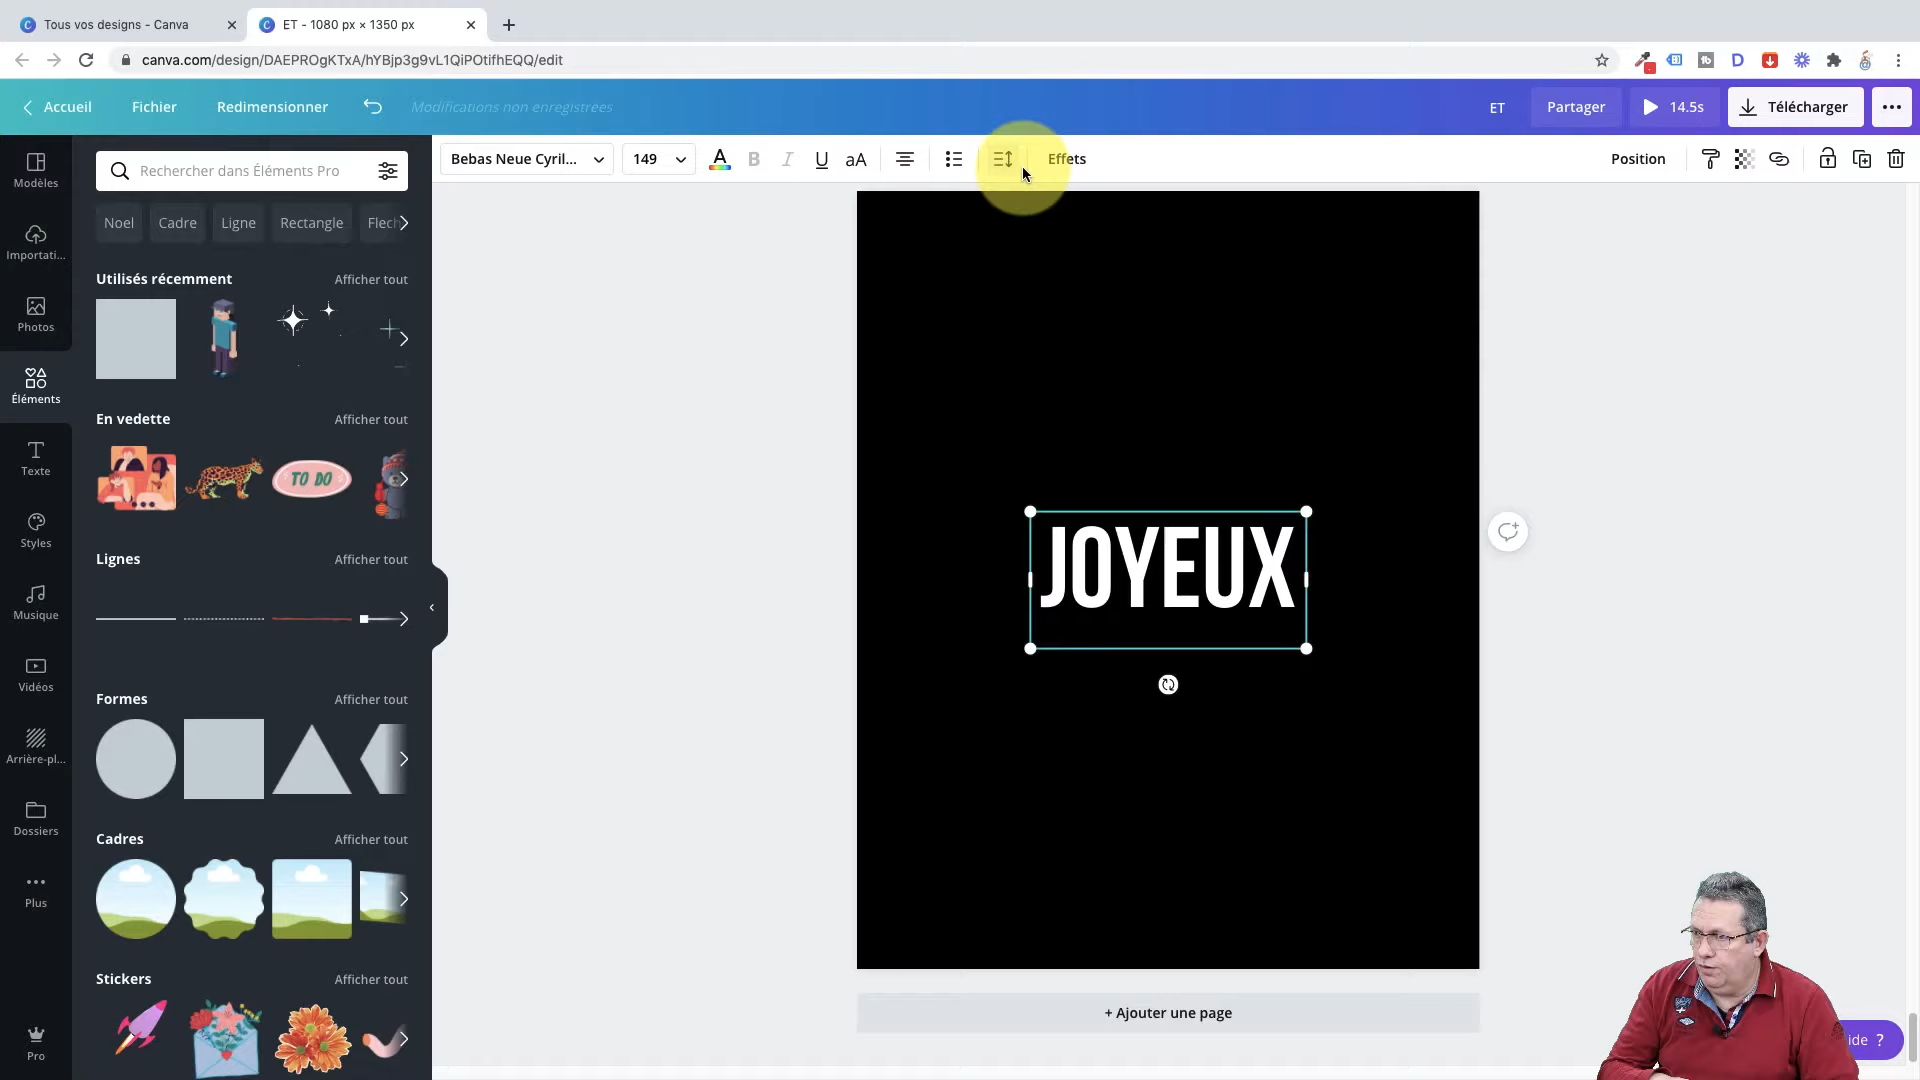 Tous vos designs - Canva
ET - 1080 px × 1350 px
canva.com/design/DAEPROgKTxA/hYBjp3g9vL1QiPOtifhEQQ/edit
Accueil
Fichier
Redimensionner
Modifications non enregistrées
ET
Partager
14.5s
Télécharger
Bebas Neue Cyril...
149
A
B
I
U
aA
Effets
Position
Modèles
Importati...
Photos
Éléments
Texte
Styles
Musique
Vidéos
Arrière-pl...
Dossiers
Plus
Pro
Rechercher dans Éléments Pro
Noel
Cadre
Ligne
Rectangle
Flech
Utilisés récemment
Afficher tout
En vedette
Afficher tout
TO DO
Lignes
Afficher tout
Formes
Afficher tout
Cadres
Afficher tout
Stickers
Afficher tout
JOYEUX
+ Ajouter une page
ide ?